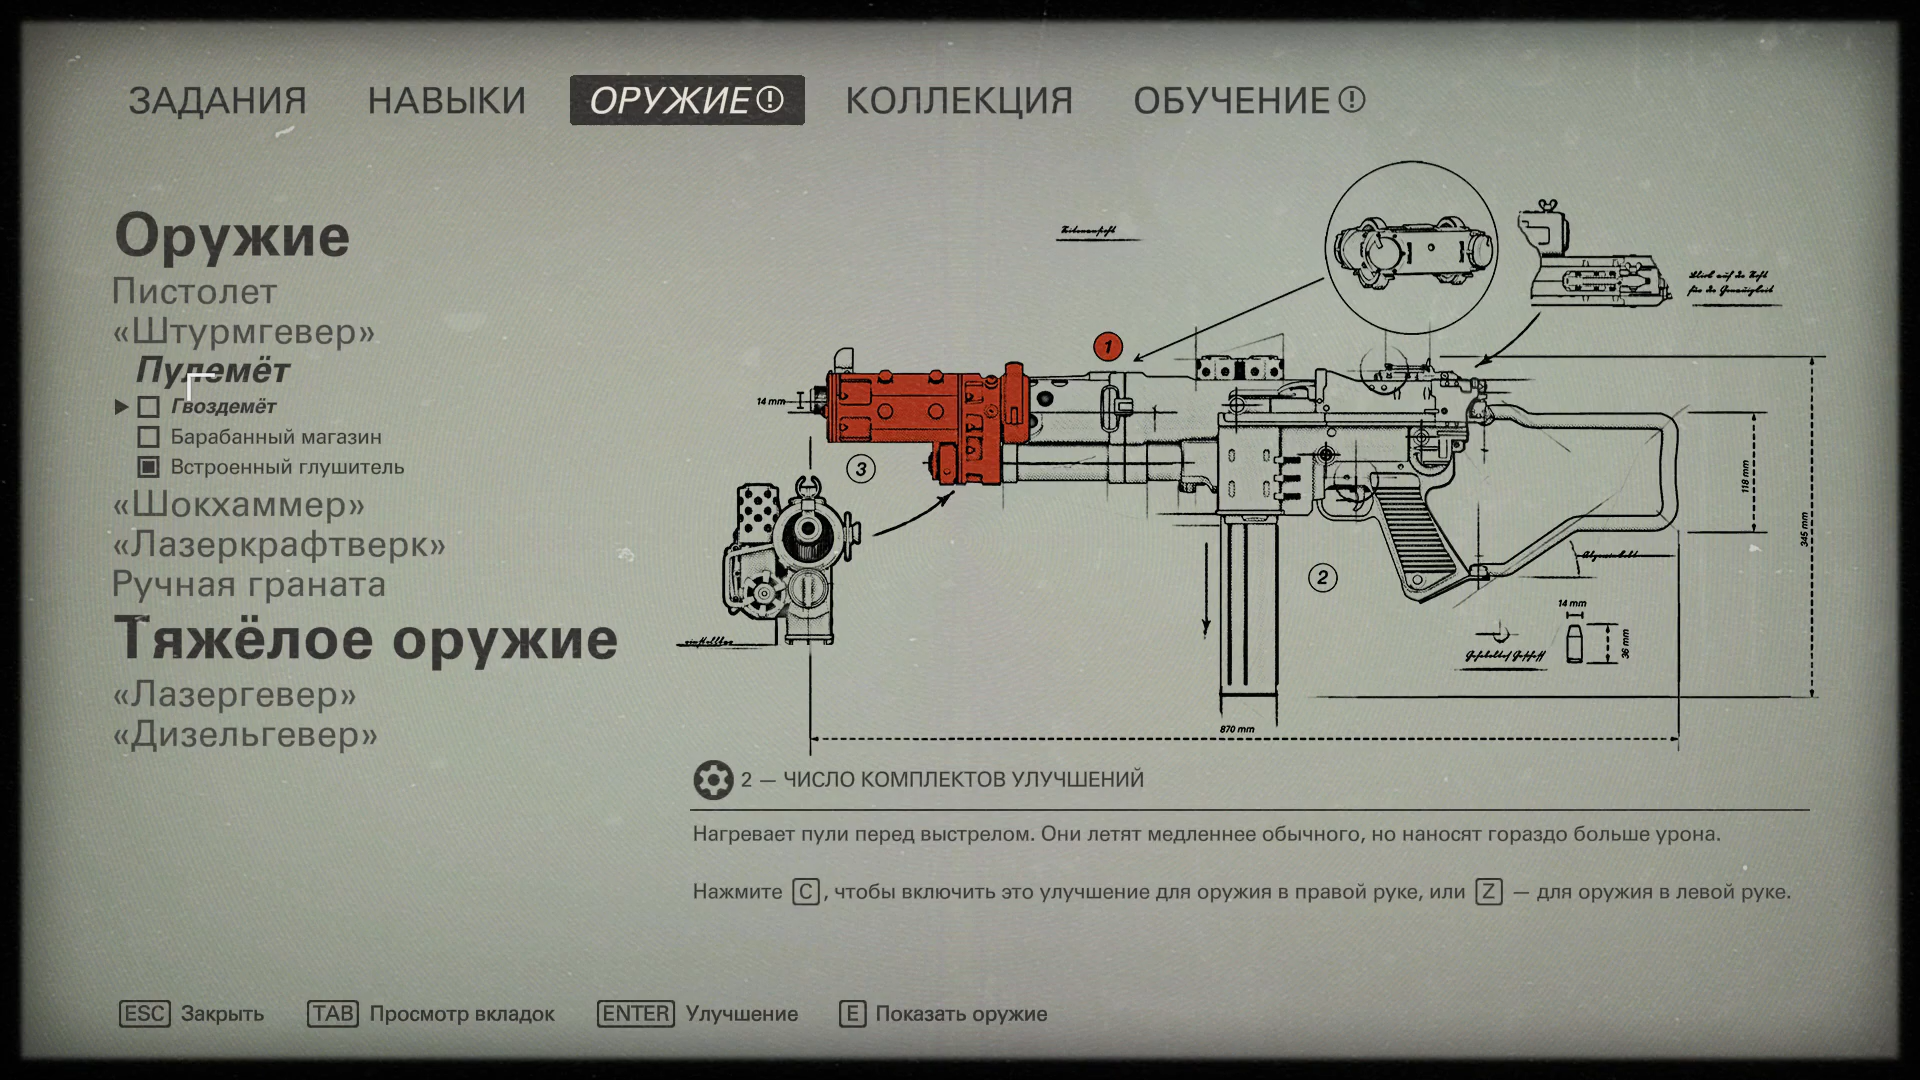 ЗАДАНИЯ НАВЫКИ ОРУЖИЕ КОЛЛЕКЦИЯ ОБУЧЕНИЕ
Оружие
Пистолет
«Штурмгевер»
Пулемёт
Гвоздемёт
Барабанный магазин
Встроенный глушитель
«Шокхаммер»
«Лазеркрафтверк»
Ручная граната
Тяжёлое оружие
«Лазергевер»
«Дизельгевер»
1
14 mm
3
2
118 mm
345 mm
14 mm
36 mm
870 mm
2 — ЧИСЛО КОМПЛЕКТОВ УЛУЧШЕНИЙ
Нагревает пули перед выстрелом. Они летят медленнее обычного, но наносят гораздо больше урона.
Нажмите C, чтобы включить это улучшение для оружия в правой руке, или Z — для оружия в левой руке.
ESC Закрыть TAB Просмотр вкладок ENTER Улучшение E Показать оружие